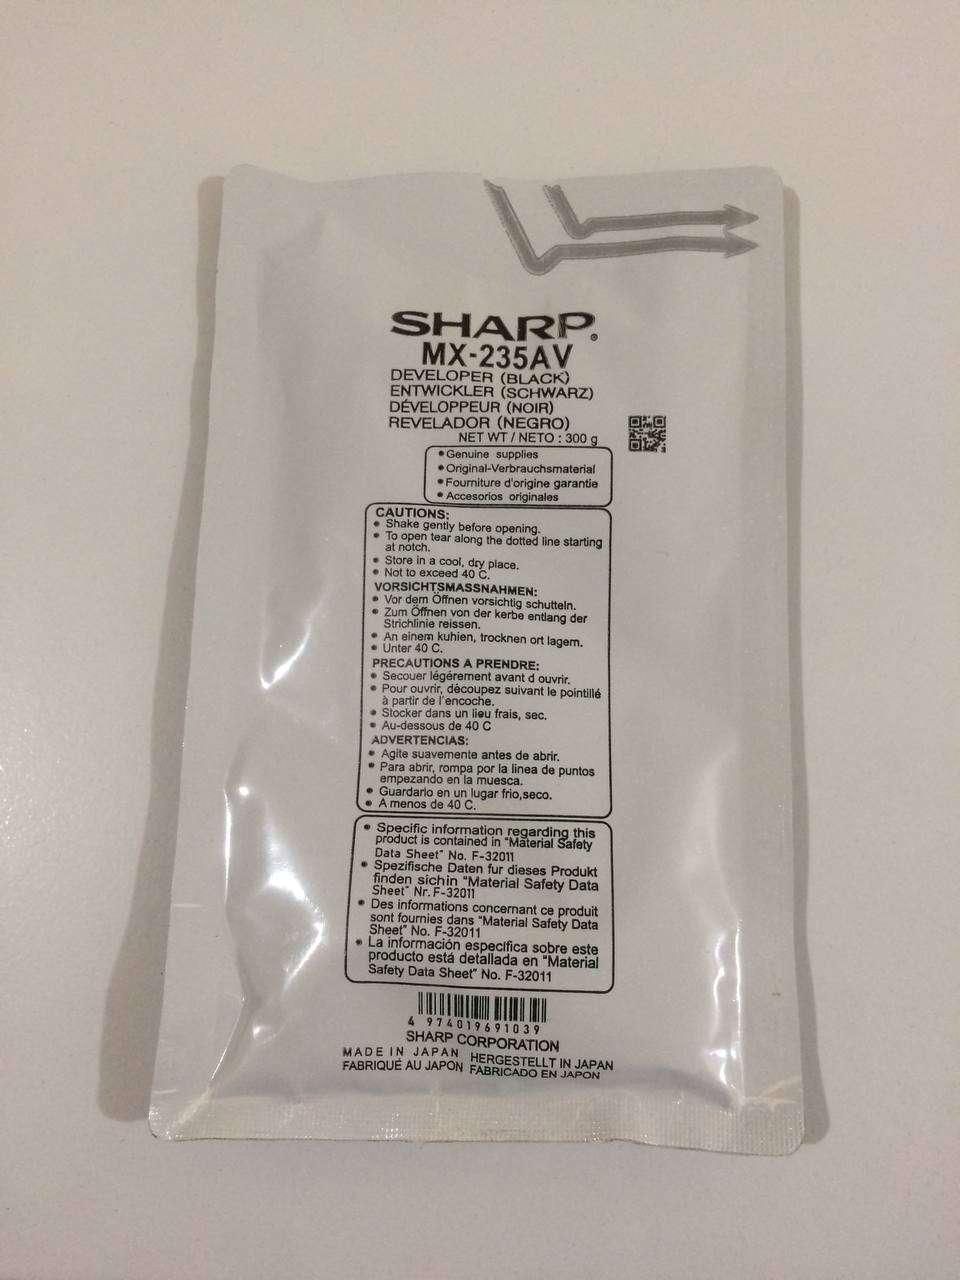 SHARP®
MX-235AV
DEVELOPER (BLACK)
ENTWICKLER (SCHWARZ)
DÉVELOPPEUR (NOIR)
REVELADOR (NEGRO)
NET WT / NETO : 300 g
• Genuine supplies
• Original-Verbrauchsmaterial
• Fourniture d'origine garantie
• Accesorios originales
CAUTIONS:
• Shake gently before opening.
• To open tear along the dotted line starting
at notch.
• Store in a cool, dry place.
• Not to exceed 40 C.
VORSICHTSMASSNAHMEN:
• Vor dem Öffnen vorsichtig schutteln.
• Zum Öffnen von der kerbe entlang der
Strichlinie reissen.
• An einem kuhien, trocknen ort lagern.
• Unter 40 C.
PRECAUTIONS A PRENDRE:
• Secouer légérement avant d ouvrir.
• Pour ouvrir, découpez suivant le pointillé
à partir de l'encoche.
• Stocker dans un lieu frais, sec.
• Au-dessous de 40 C
ADVERTENCIAS:
• Agite suavemente antes de abrir.
• Para abrir, rompa por la linea de puntos
empezando en la muesca.
• Guardarlo en un lugar frio,seco.
• A menos de 40 C.
• Specific information regarding this
product is contained in "Material Safety
Data Sheet" No. F-32011
• Spezifische Daten fur dieses Produkt
finden sichin "Material Safety Data
Sheet" Nr. F-32011
• Des informations concernant ce produit
sont fournies dans "Material Safety Data
Sheet" No. F-32011
• La información específica sobre este
producto está detallada en "Material
Safety Data Sheet" No. F-32011
4 974019691039
SHARP CORPORATION
MADE IN JAPAN HERGESTELLT IN JAPAN
FABRIQUÉ AU JAPON FABRICADO EN JAPON